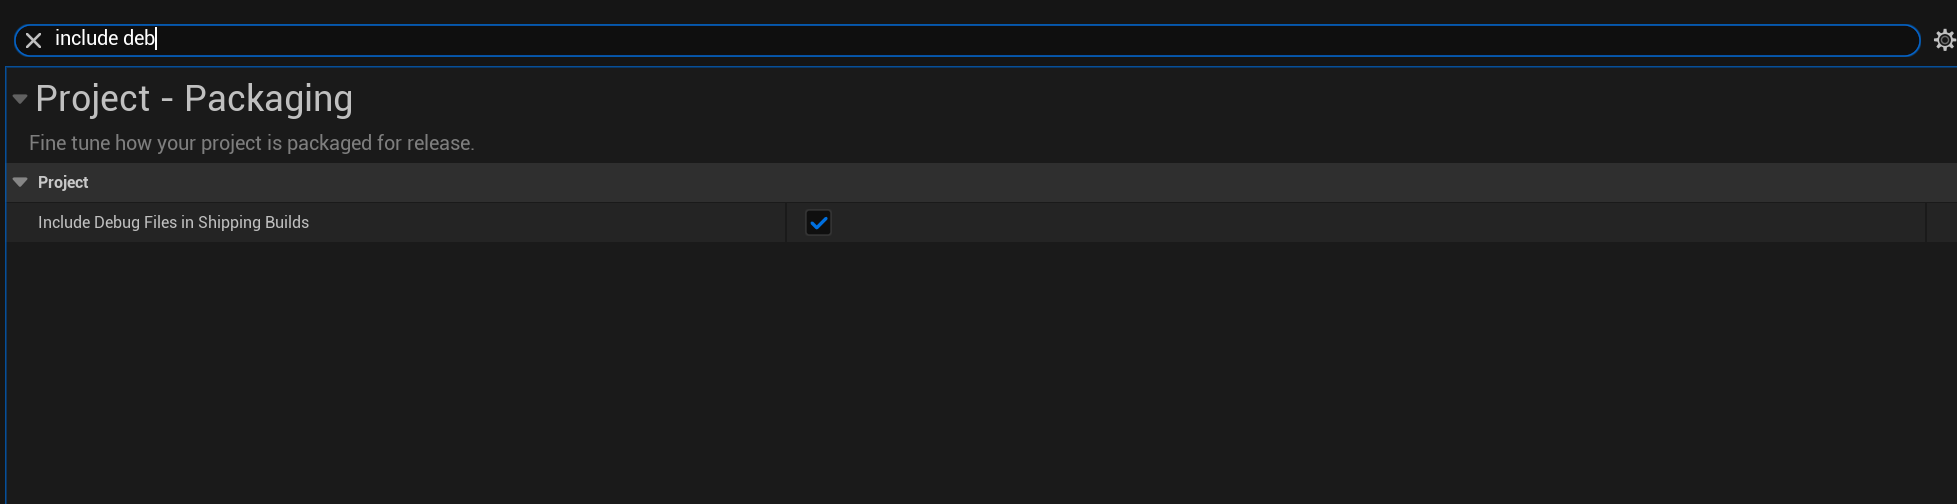 include deb
Project - Packaging
Fine tune how your project is packaged for release.
Project
Include Debug Files in Shipping Builds